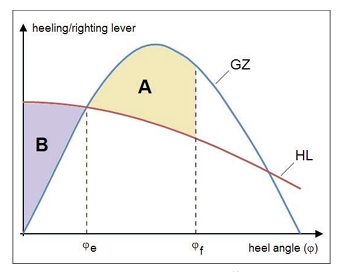 heeling/righting lever
GZ
A
B
HL
φe
φf
heel angle (φ)